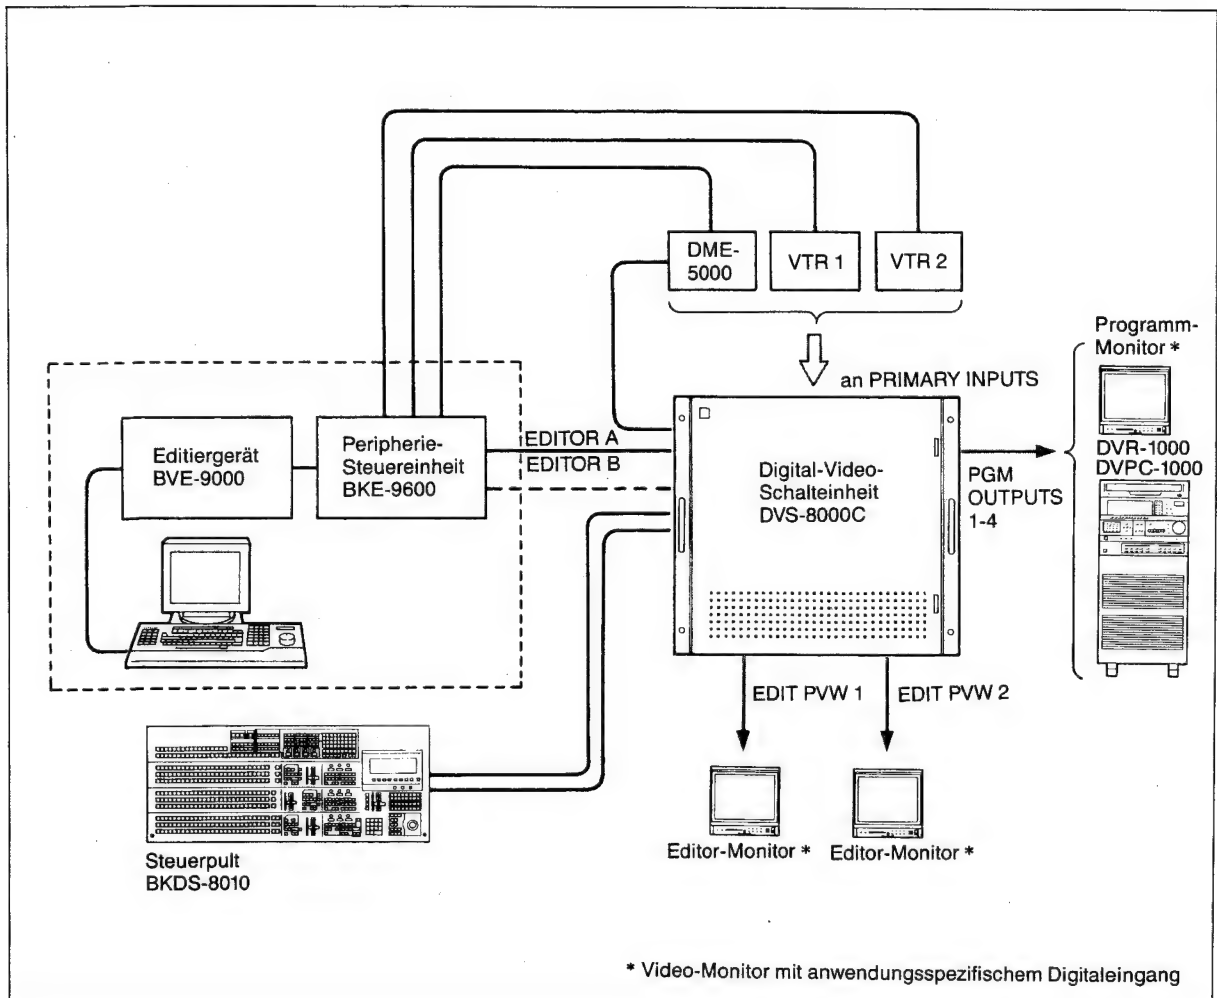 DME-
5000
VTR 1
VTR 2
Programm-
Monitor *
an PRIMARY INPUTS
Editiergerät
BVE-9000
Peripherie-
Steuereinheit
BKE-9600
EDITOR A
EDITOR B
Digital-Video-
Schalteinheit
DVS-8000C
PGM
OUTPUTS
1-4
DVR-1000
DVPC-1000
EDIT PVW 1
EDIT PVW 2
Editor-Monitor *
Editor-Monitor *
Steuerpult
BKDS-8010
* Video-Monitor mit anwendungsspezifischem Digitaleingang